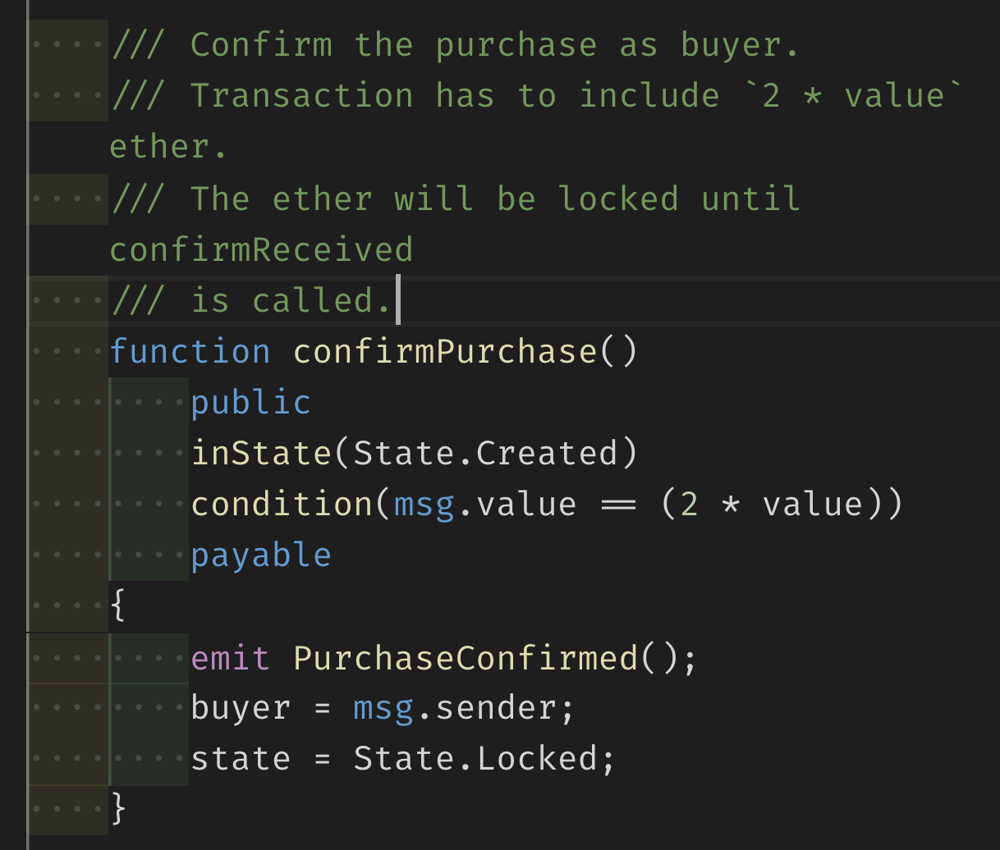 /// Confirm the purchase as buyer.
/// Transaction has to include `2 * value`
ether.
/// The ether will be locked until
confirmReceived
/// is called.
function confirmPurchase()
public
inState(State.Created)
condition(msg.value == (2 * value))
payable
{
emit PurchaseConfirmed();
buyer = msg.sender;
state = State.Locked;
}